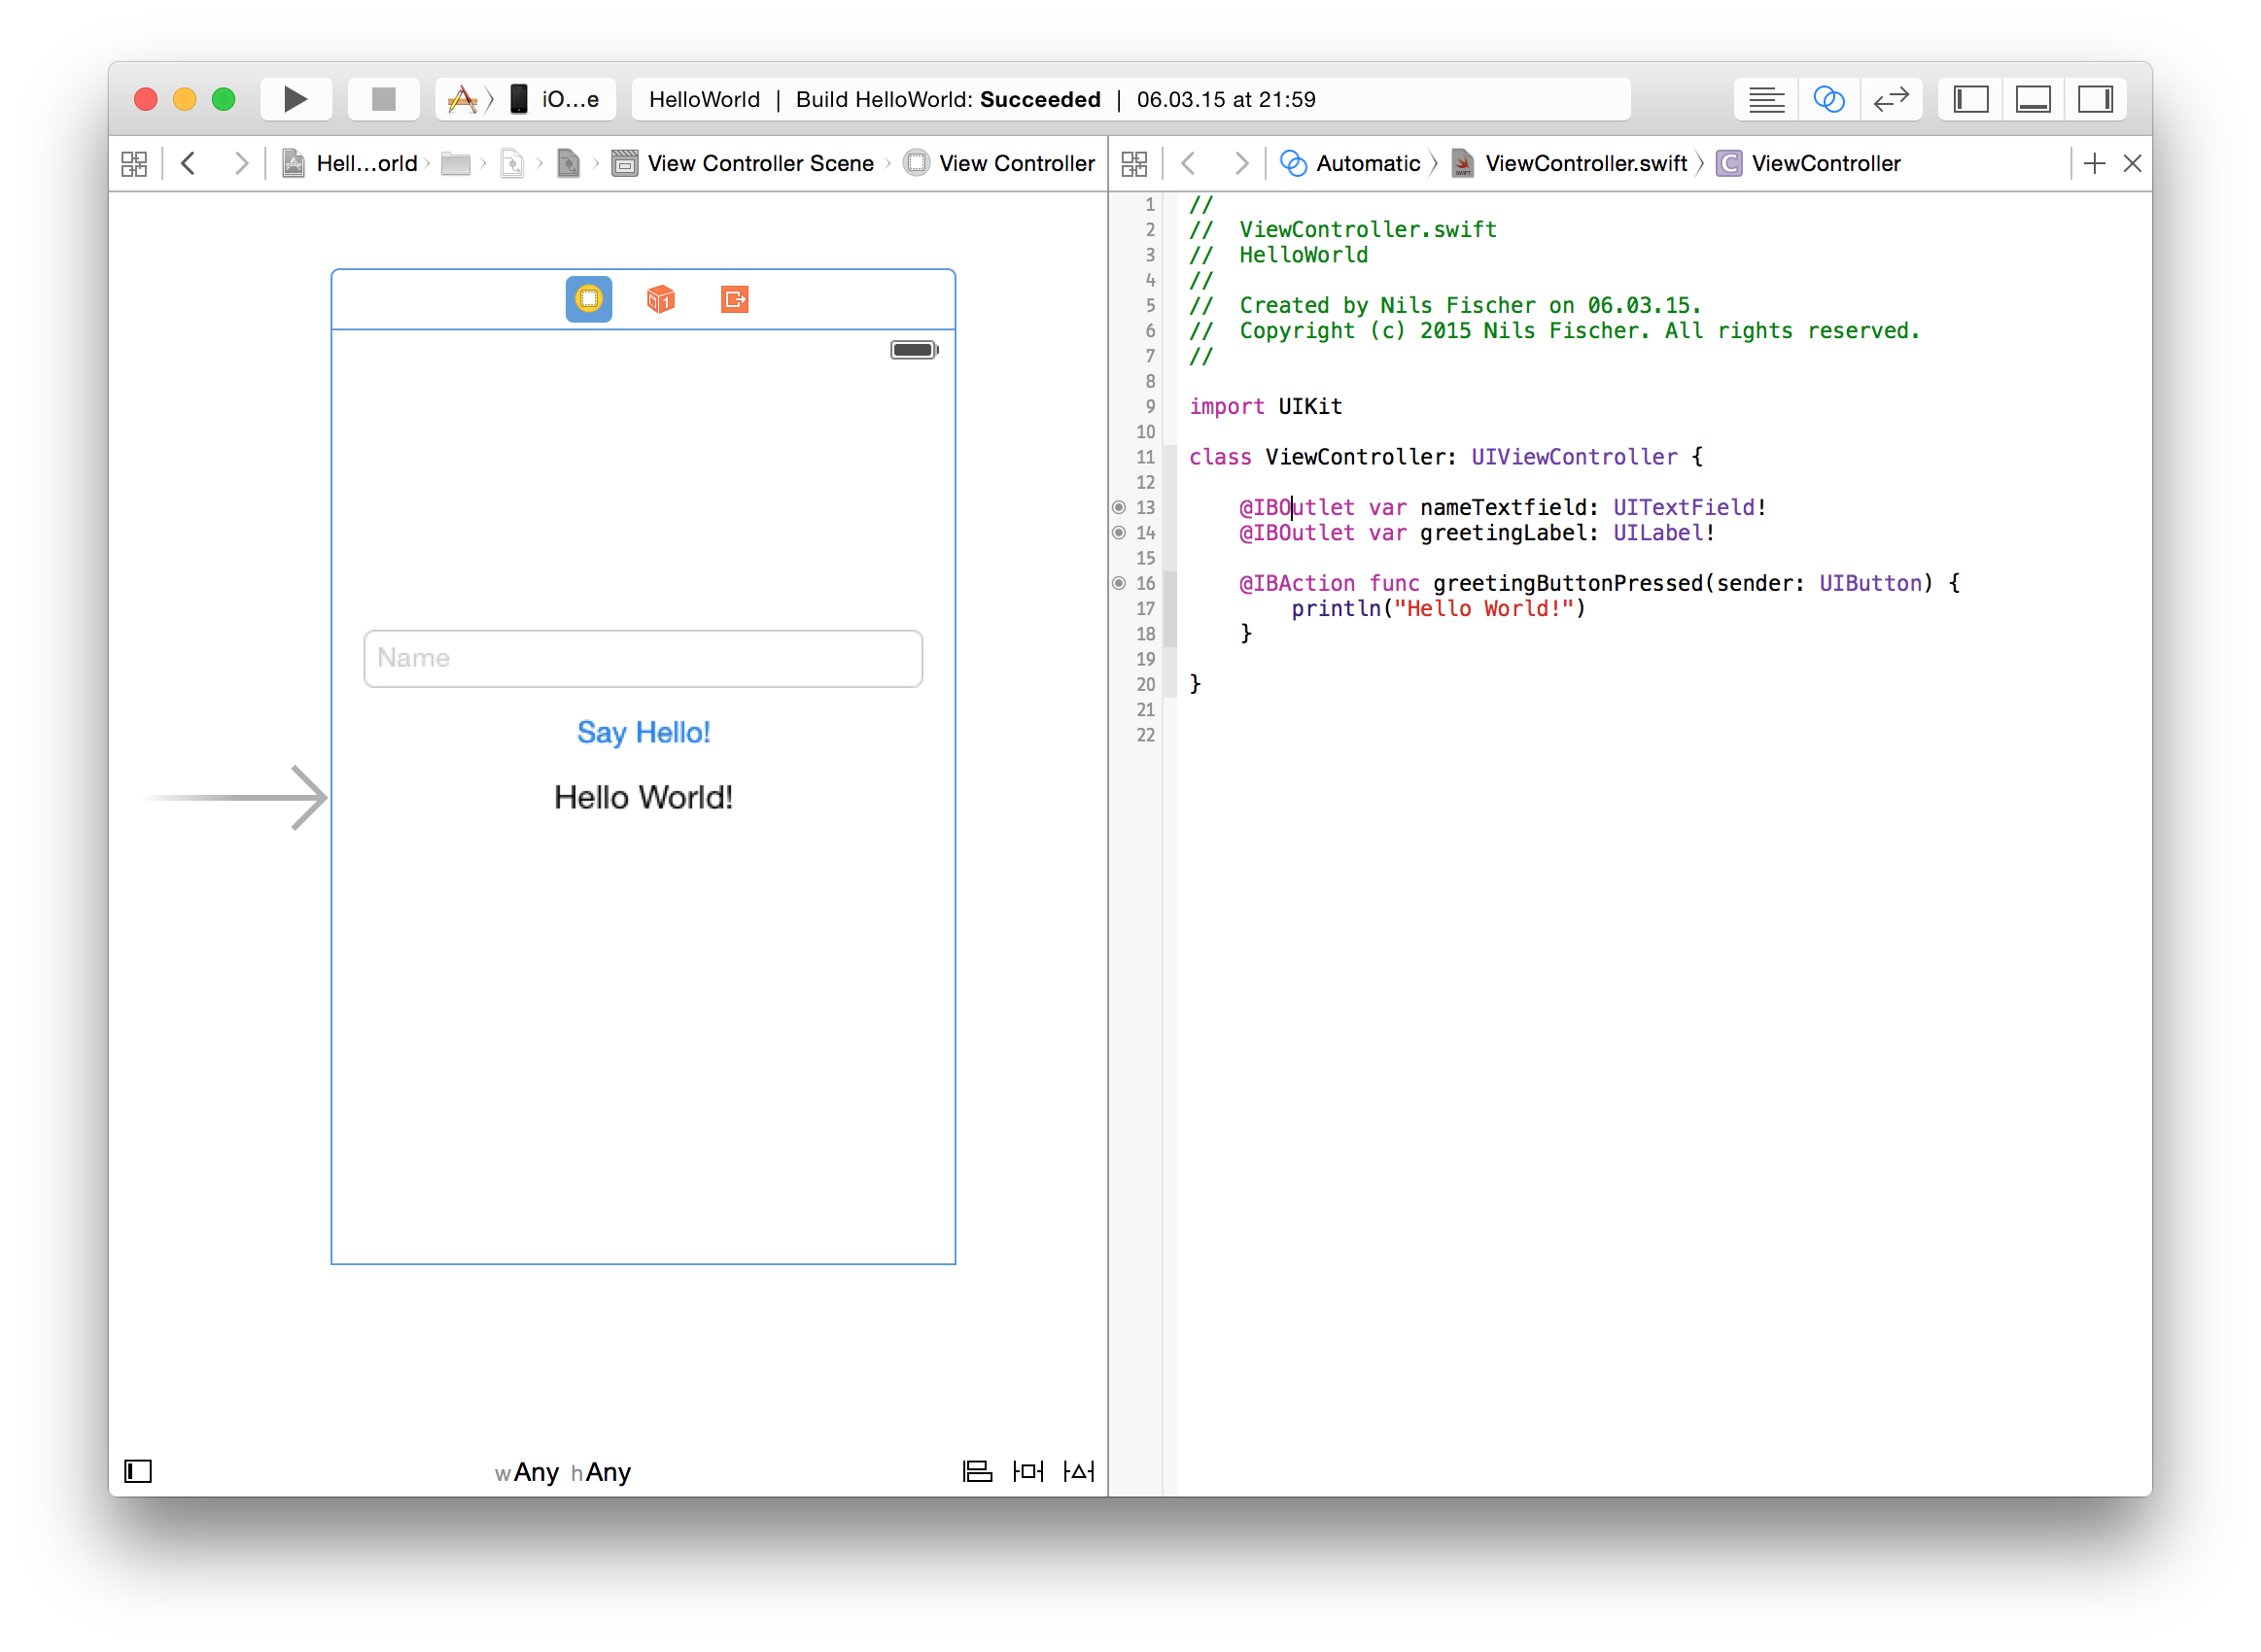 iO...e
HelloWorld | Build HelloWorld: Succeeded | 06.03.15 at 21:59
Hell...orld
View Controller Scene
View Controller
Automatic
ViewController.swift
C
ViewController
1
Name
Say Hello!
Hello World!
wAny hAny
1 //
2 //  ViewController.swift
3 //  HelloWorld
4 //
5 //  Created by Nils Fischer on 06.03.15.
6 //  Copyright (c) 2015 Nils Fischer. All rights reserved.
7 //
8
9 import UIKit
10
11 class ViewController: UIViewController {
12
13     @IBOutlet var nameTextfield: UITextField!
14     @IBOutlet var greetingLabel: UILabel!
15
16     @IBAction func greetingButtonPressed(sender: UIButton) {
17         println("Hello World!")
18     }
19
20 }
21
22